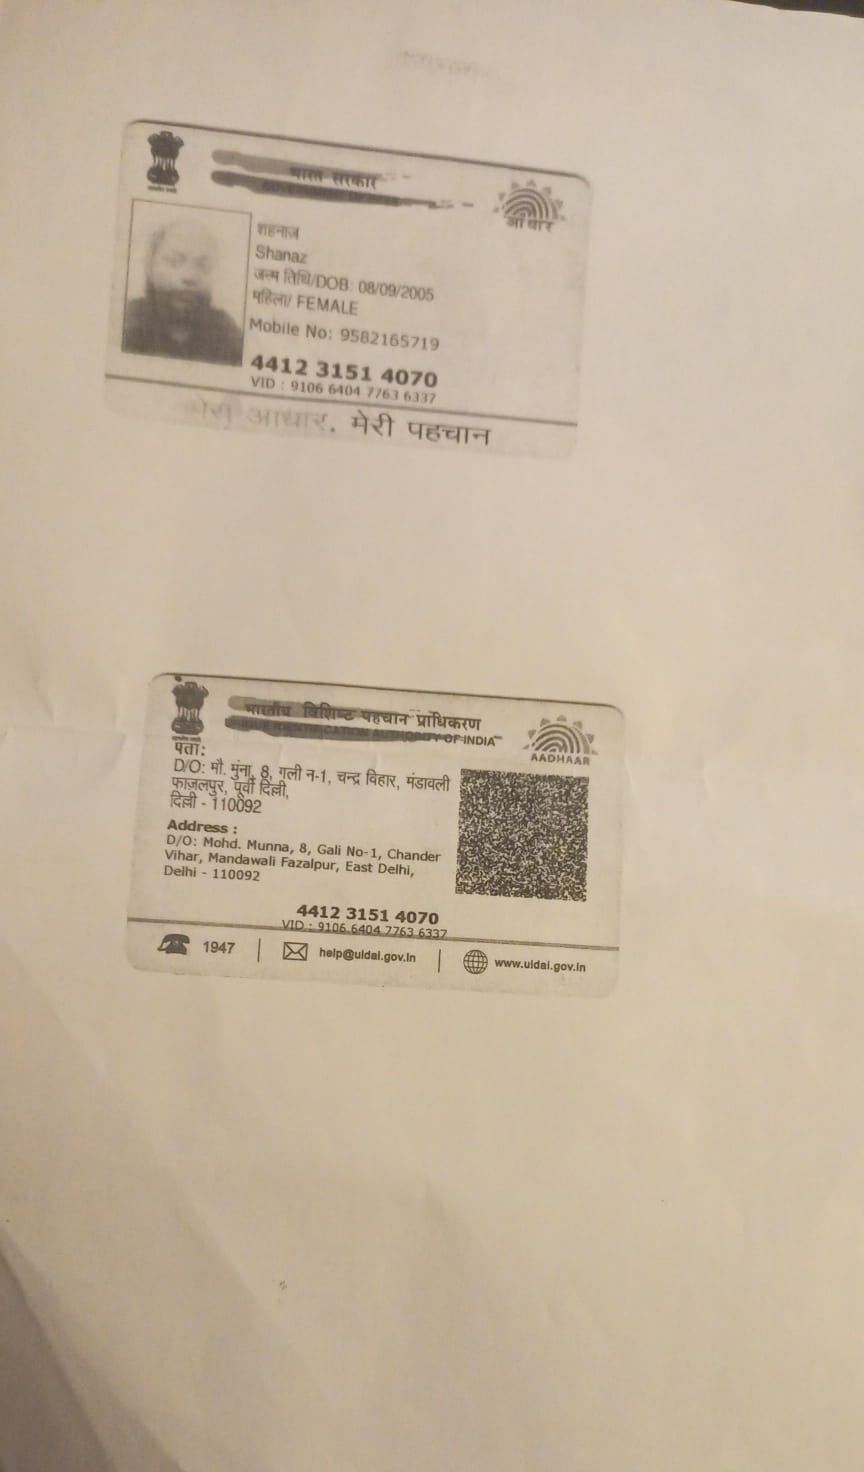 भारत सरकार
आधार
शहनाज
Shanaz
जन्म तिथि/DOB: 08/09/2005
महिला/ FEMALE
Mobile No: 9582165719
4412 3151 4070
VID : 9106 6404 7763 6337
आधार, मेरी पहचान
भारतीय विशिष्ट पहचान प्राधिकरण
IDENTIFICATION AUTHORITY OF INDIA
AADHAAR
पता:
D/O: मौ. मुंना, 8, गली न-1, चन्द्र विहार, मंडावली
फाज़लपुर, पूर्वी दिल्ली,
दिल्ली - 110092
Address :
D/O: Mohd. Munna, 8, Gali No-1, Chander
Vihar, Mandawali Fazalpur, East Delhi,
Delhi - 110092
4412 3151 4070
VID : 9106 6404 7763 6337
1947 | help@uidai.gov.in | www.uidai.gov.in